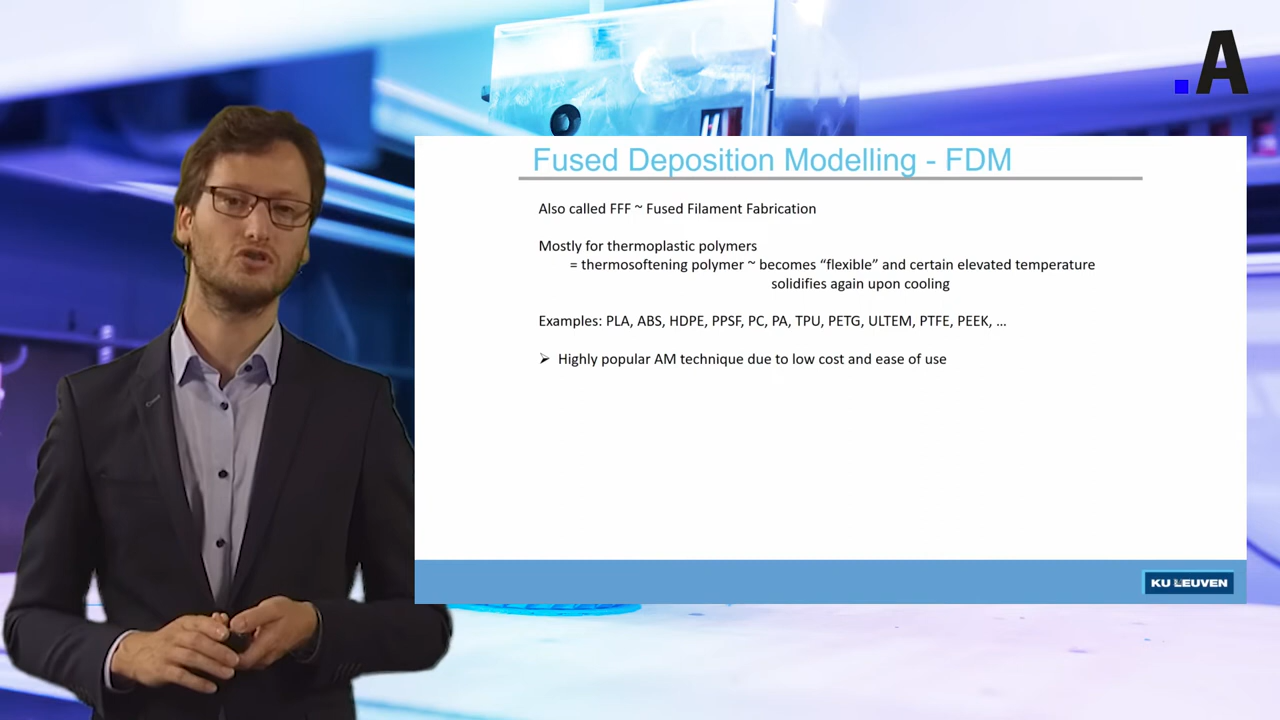 .A
Fused Deposition Modelling - FDM
Also called FFF ~ Fused Filament Fabrication
Mostly for thermoplastic polymers
= thermosoftening polymer ~ becomes “flexible” and certain elevated temperature
solidifies again upon cooling
Examples: PLA, ABS, HDPE, PPSF, PC, PA, TPU, PETG, ULTEM, PTFE, PEEK, ...
➢ Highly popular AM technique due to low cost and ease of use
KU LEUVEN